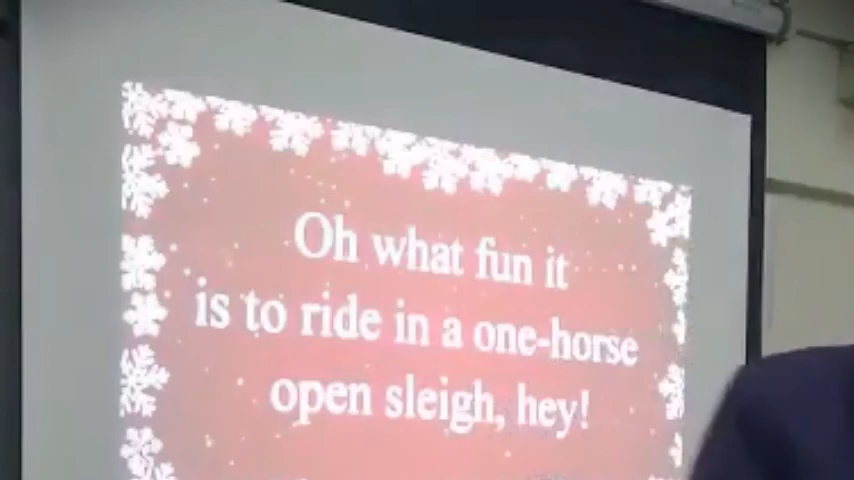 Oh what fun it
is to ride in a one-horse
open sleigh, hey!